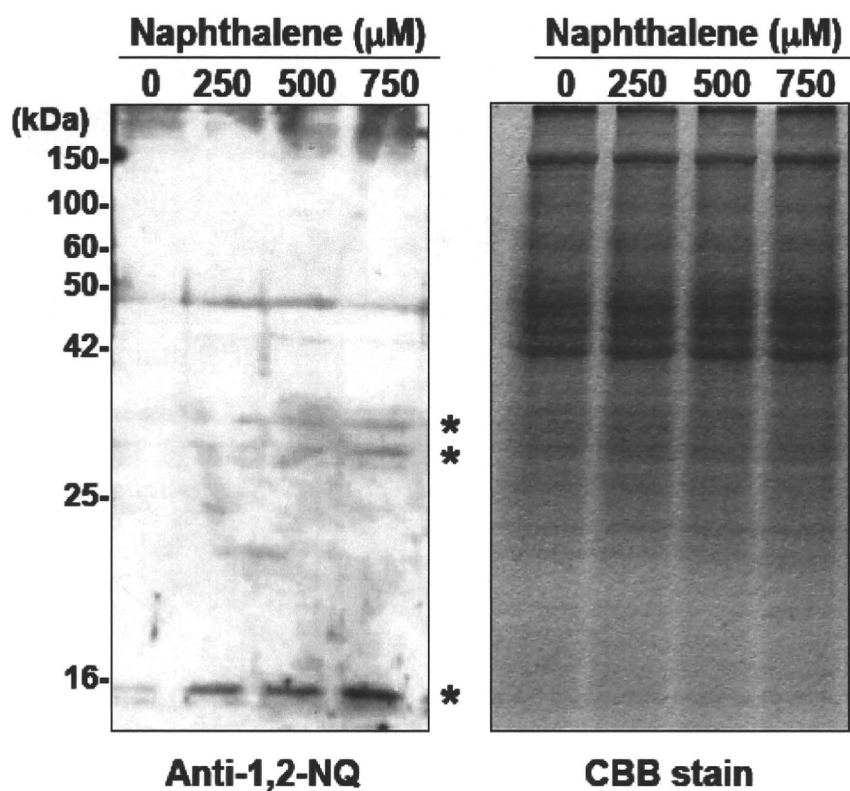 Naphthalene (μM)
0 250 500 750
(kDa)
150-
100-
60-
50-
42-
25-
16-
*
*
*
Anti-1,2-NQ
Naphthalene (μM)
0 250 500 750
CBB stain